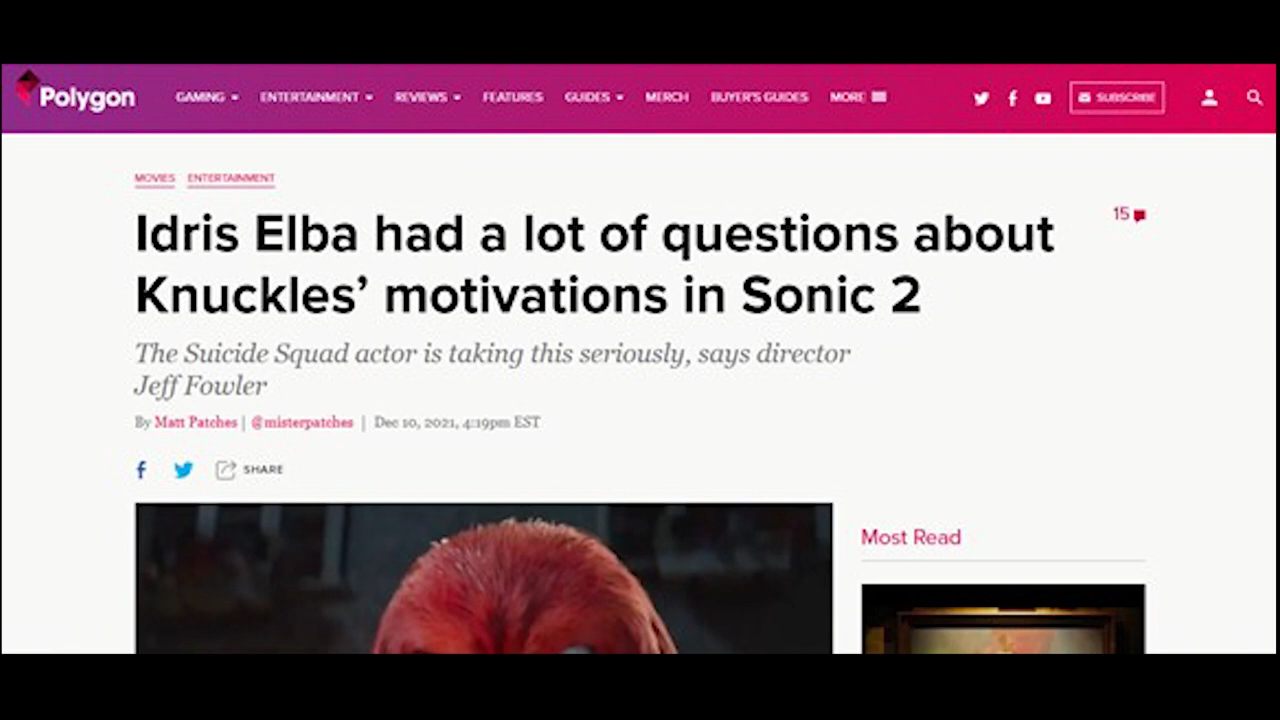 Polygon GAMING ENTERTAINMENT REVIEWS FEATURES GUIDES MERCH BUYER'S GUIDES MORE SUBSCRIBE
MOVIES ENTERTAINMENT
Idris Elba had a lot of questions about
Knuckles’ motivations in Sonic 2
15
The Suicide Squad actor is taking this seriously, says director
Jeff Fowler
By Matt Patches | @misterpatches | Dec 10, 2021, 4:19pm EST
SHARE
Most Read